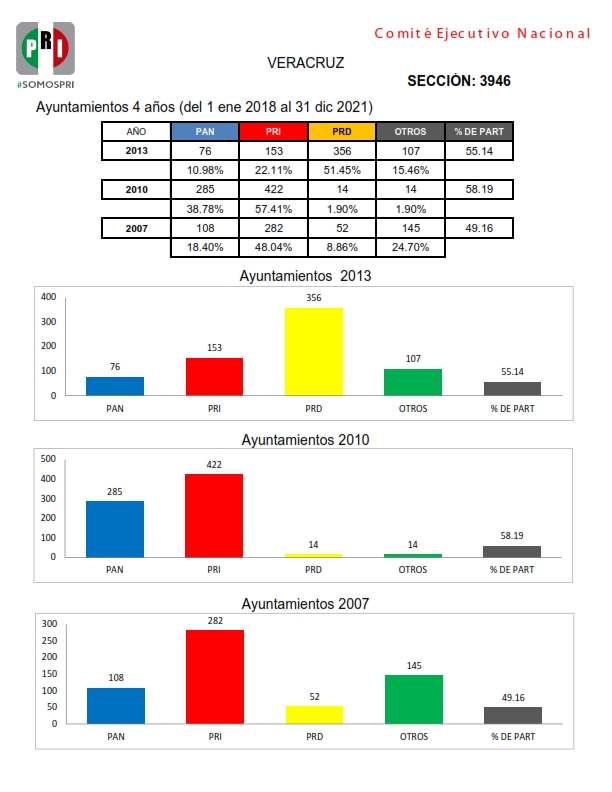 Comité Ejecutivo Nacional
PRI
#SOMOSPRI
VERACRUZ
SECCIÓN: 3946
Ayuntamientos 4 años (del 1 ene 2018 al 31 dic 2021)
AÑO PAN PRI PRD OTROS % DE PART
2013 76 153 356 107 55.14
10.98% 22.11% 51.45% 15.46%
2010 285 422 14 14 58.19
38.78% 57.41% 1.90% 1.90%
2007 108 282 52 145 49.16
18.40% 48.04% 8.86% 24.70%
Ayuntamientos 2013
400
300
200
100
0
76 153 356 107 55.14
PAN PRI PRD OTROS % DE PART
Ayuntamientos 2010
500
400
300
200
100
0
285 422 14 14 58.19
PAN PRI PRD OTROS % DE PART
Ayuntamientos 2007
300
250
200
150
100
50
0
108 282 52 145 49.16
PAN PRI PRD OTROS % DE PART